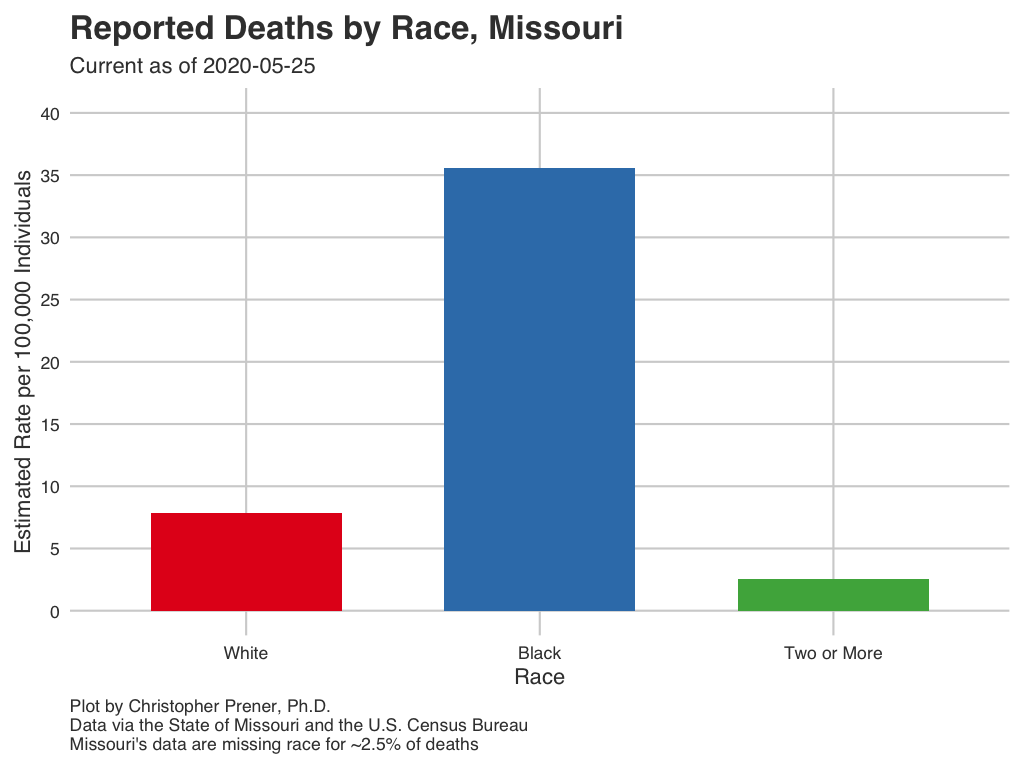 Reported Deaths by Race, Missouri
Current as of 2020-05-25
Estimated Rate per 100,000 Individuals
40
35
30
25
20
15
10
5
0
White
Black
Two or More
Race
Plot by Christopher Prener, Ph.D.
Data via the State of Missouri and the U.S. Census Bureau
Missouri's data are missing race for ~2.5% of deaths